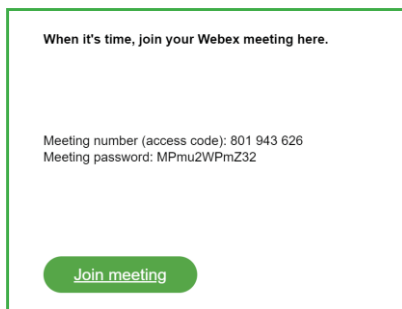 When it's time, join your Webex meeting here.
Meeting number (access code): 801 943 626
Meeting password: MPmu2WPmZ32
Join meeting